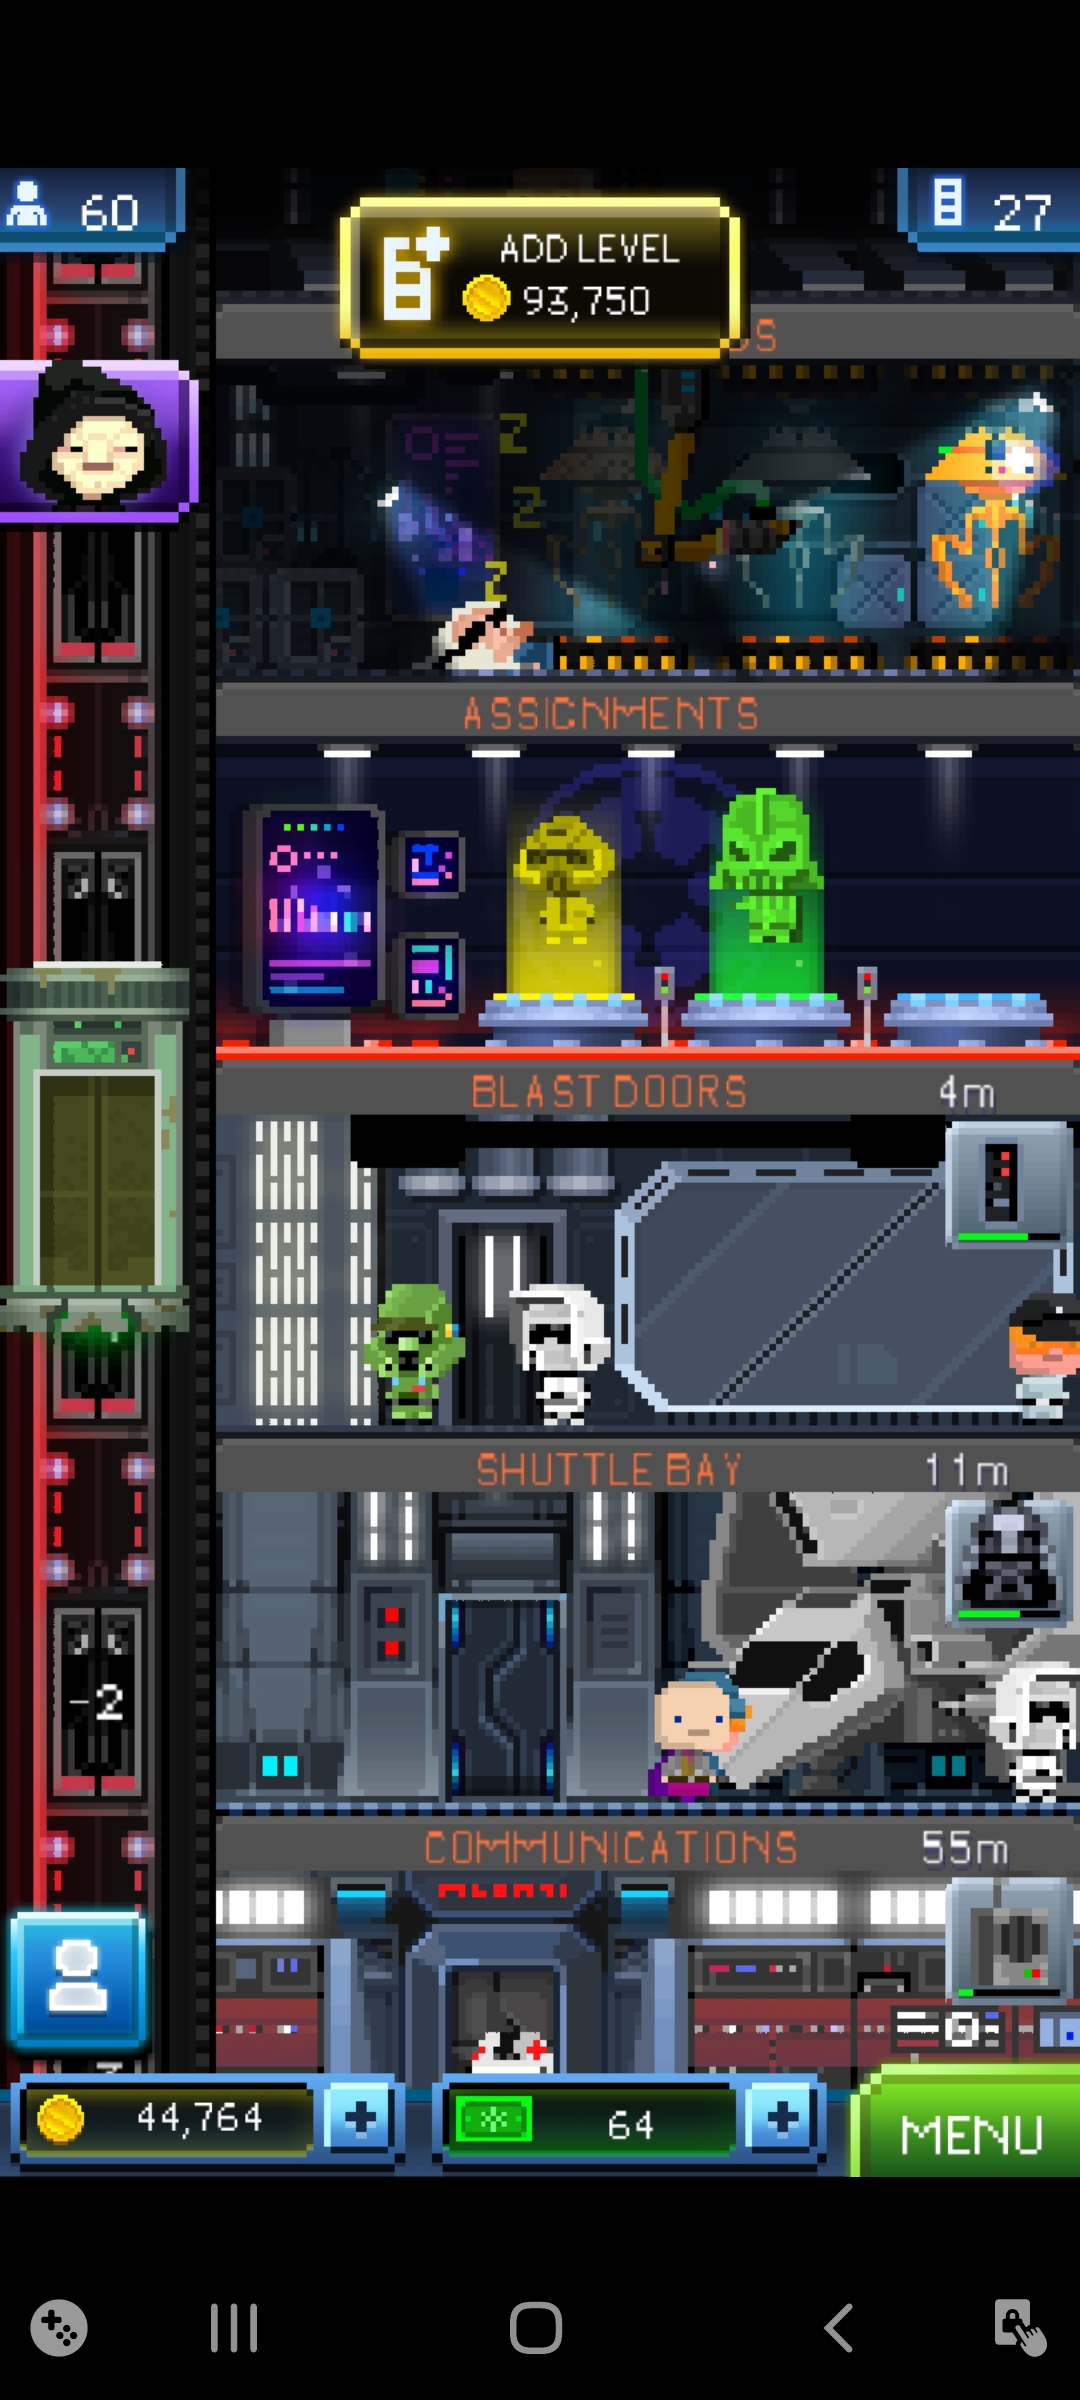 60
ADD LEVEL
93,750
27
DS
Z
Z
Z
ASSIGNMENTS
BLAST DOORS
4m
SHUTTLE BAY
11m
-2
COMMUNICATIONS
55m
44,764
+
64
+
MENU